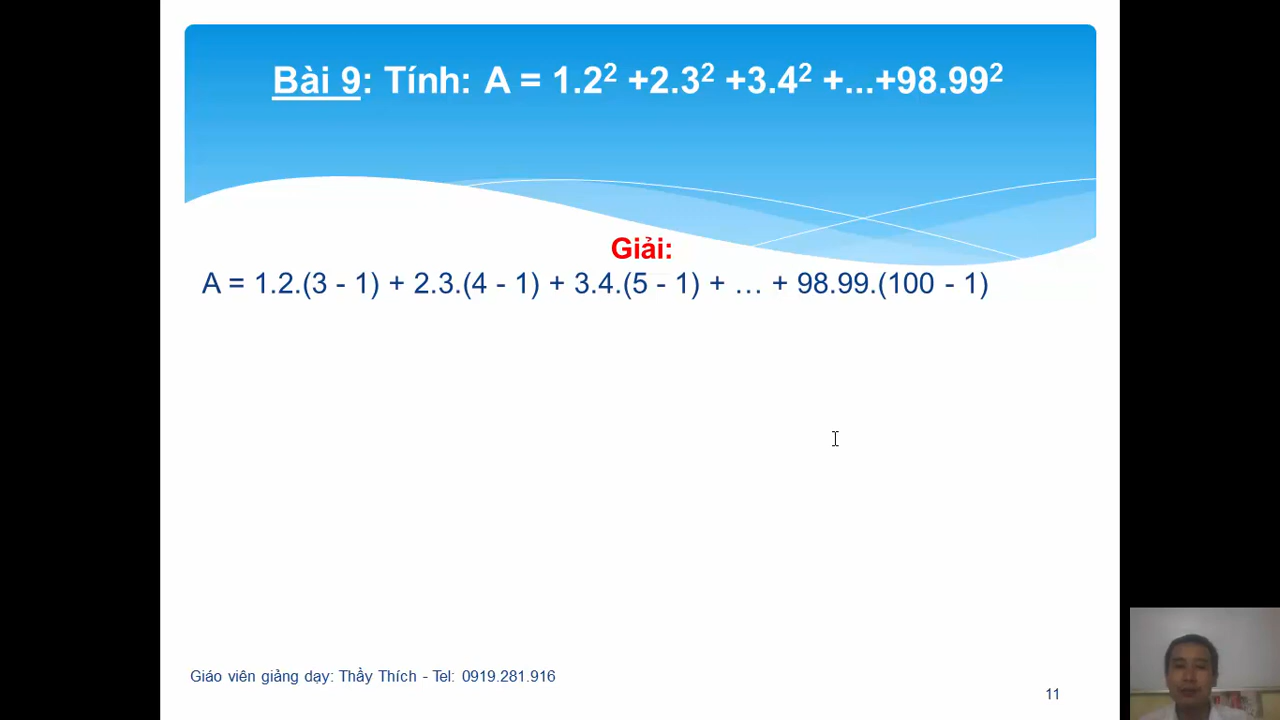 Bài 9: Tính: A = 1.2² +2.3² +3.4² +...+98.99²
Giải:
A = 1.2.(3 - 1) + 2.3.(4 - 1) + 3.4.(5 - 1) + … + 98.99.(100 - 1)
Giáo viên giảng dạy: Thầy Thích - Tel: 0919.281.916
11